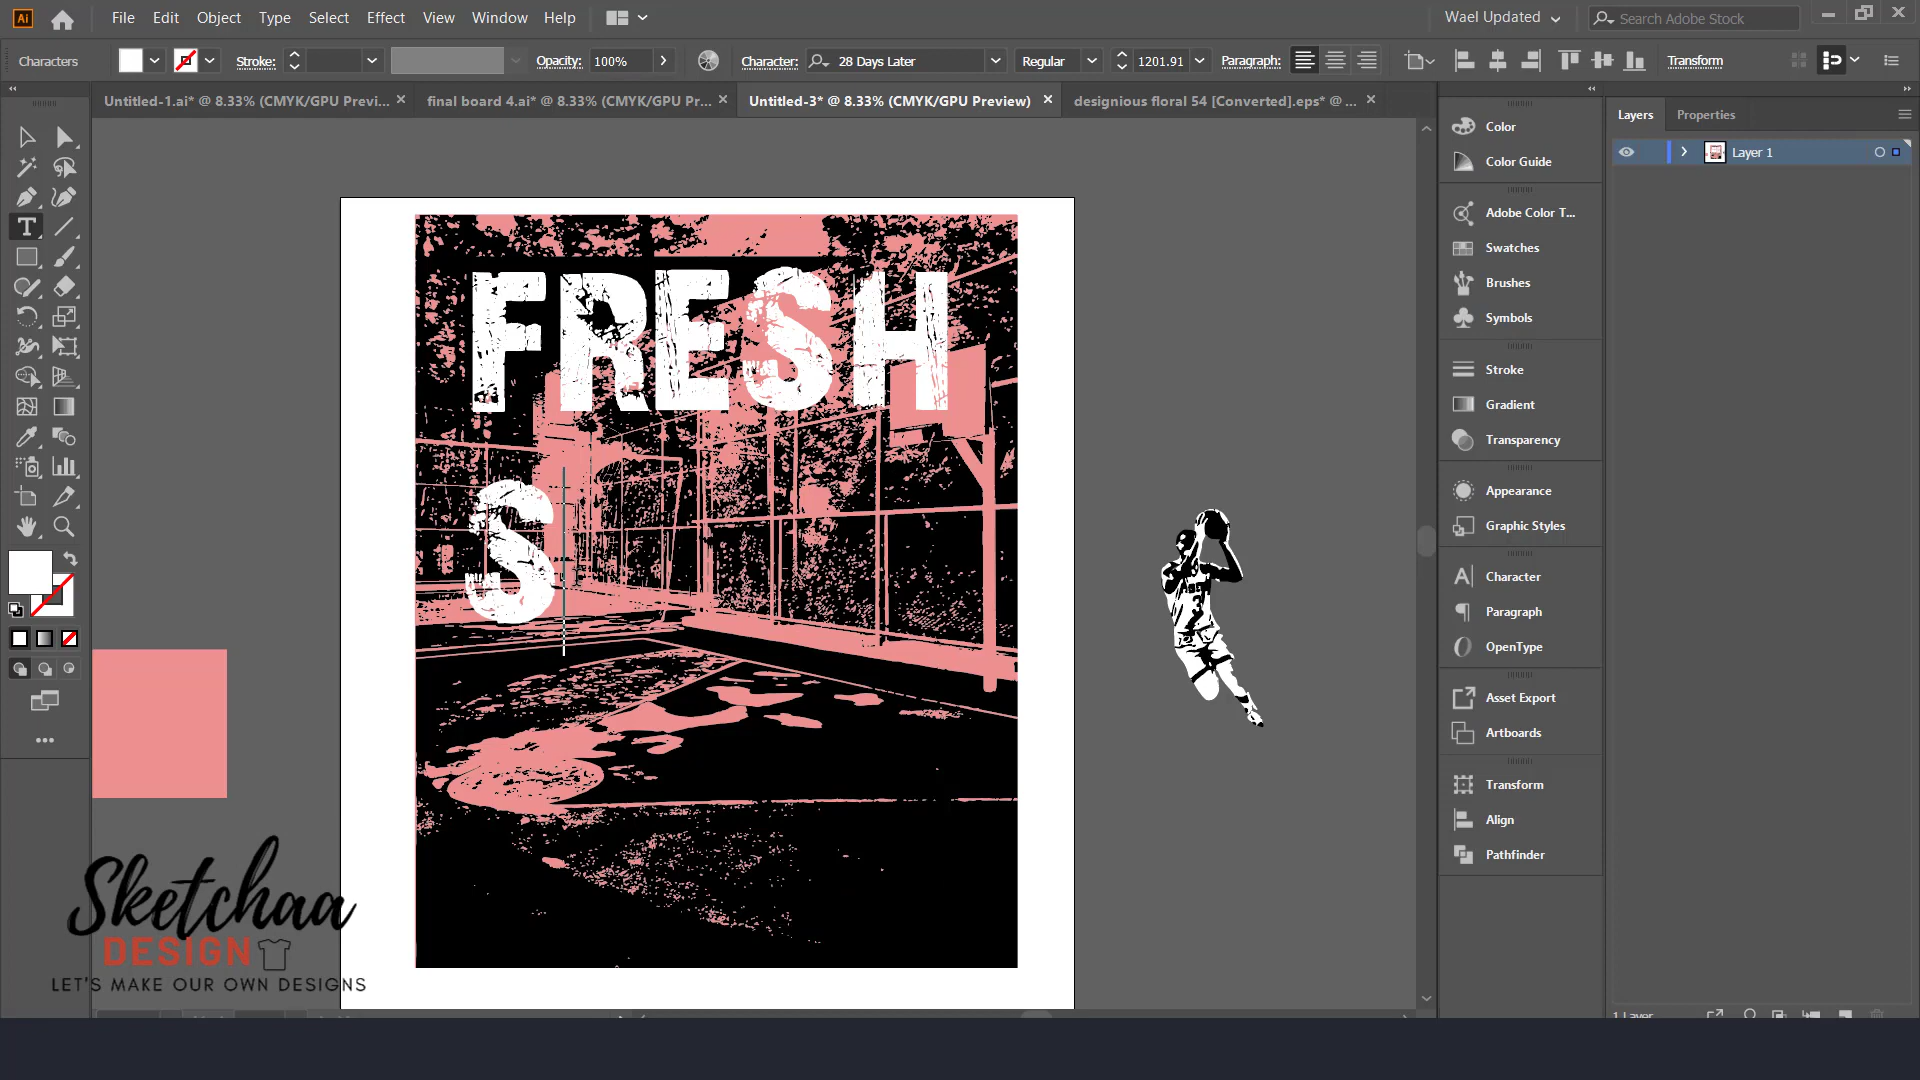 Ai File Edit Object Type Select Effect View Window Help Wael Updated Search Adobe Stock
Characters Stroke: Opacity: 100% Character: 28 Days Later Regular 1201.91 Paragraph: Transform
Untitled-1.ai* @ 8.33% (CMYK/GPU Previ... final board 4.ai* @ 8.33% (CMYK/GPU Pr... Untitled-3* @ 8.33% (CMYK/GPU Preview) designious floral 54 [Converted].eps* @ ...
Layers Properties
Layer 1
Color
Color Guide
Adobe Color T...
Swatches
Brushes
Symbols
Stroke
Gradient
Transparency
Appearance
Graphic Styles
Character
Paragraph
OpenType
Asset Export
Artboards
Transform
Align
Pathfinder
FRESH
S
Sketchaa
DESIGN
LET'S MAKE OUR OWN DESIGNS
1 Layer